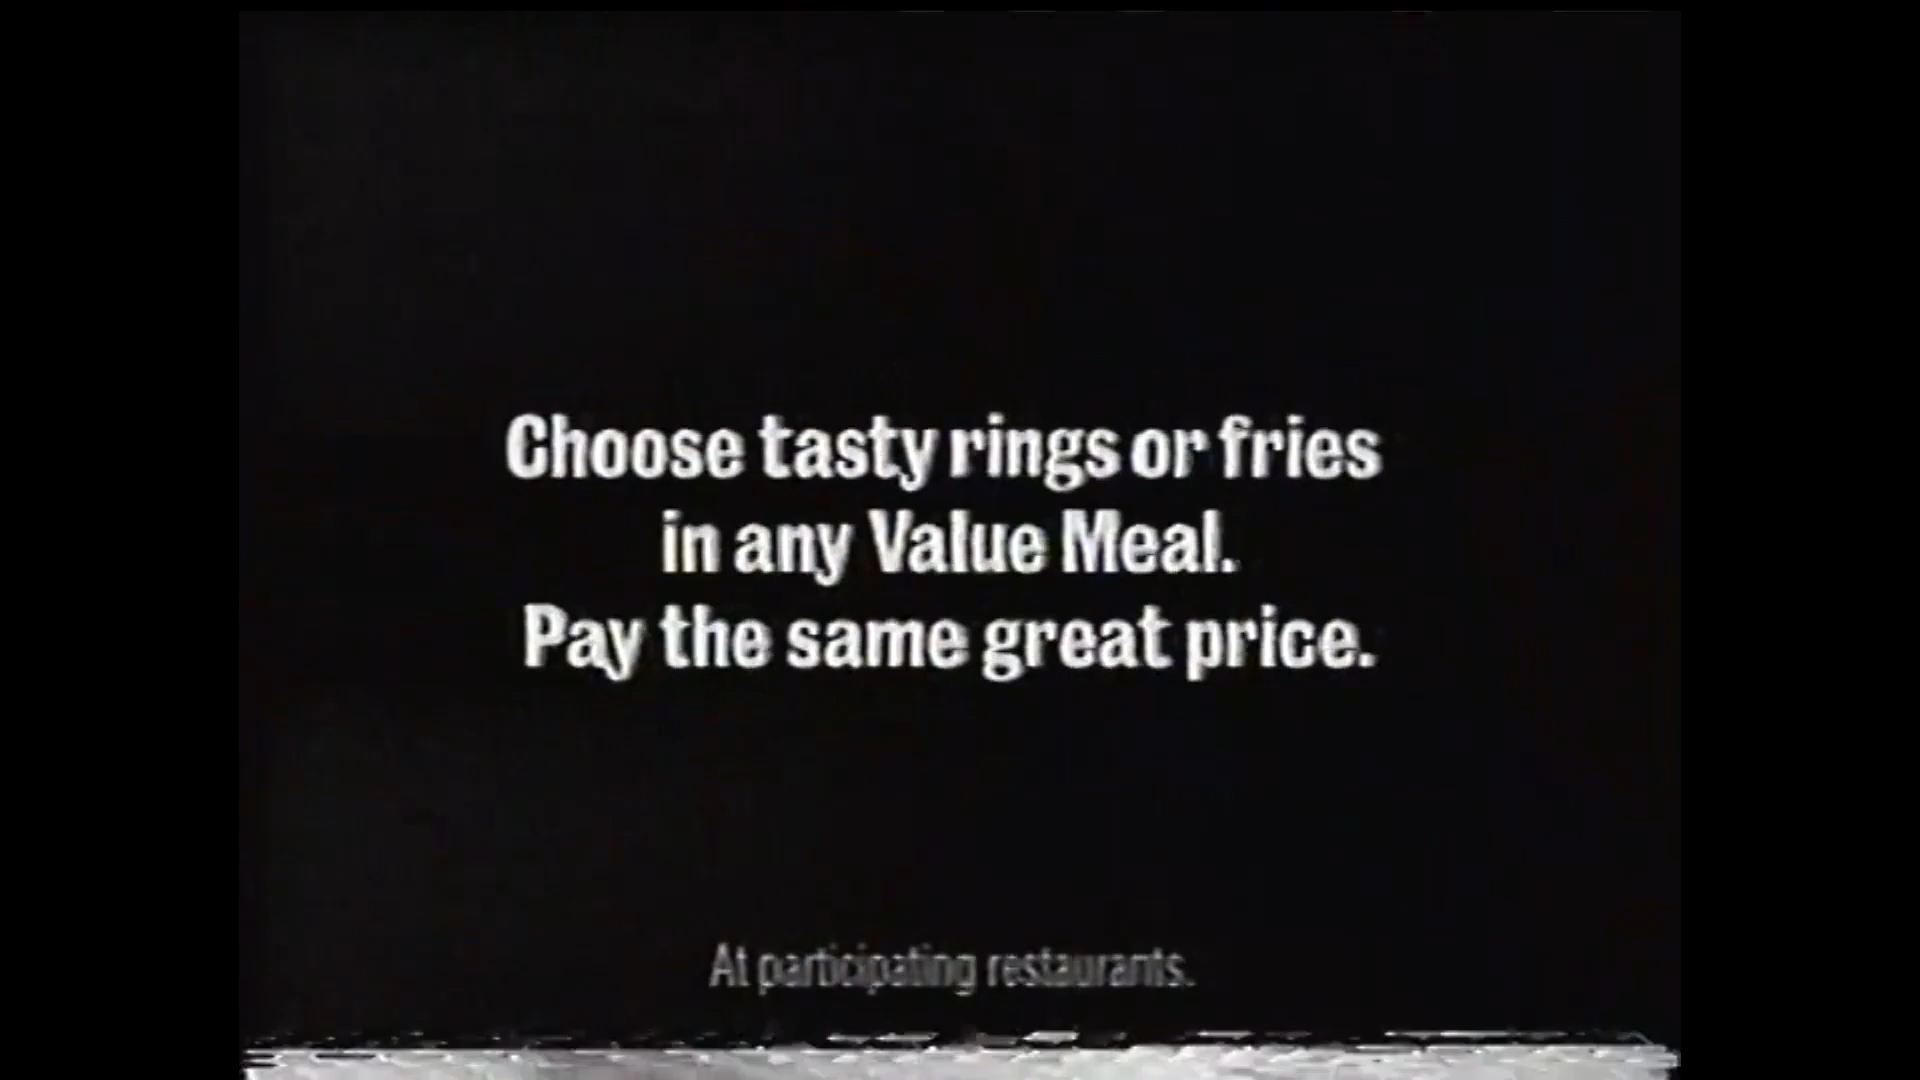 Choose tasty rings or fries
in any Value Meal.
Pay the same great price.
At participating restaurants.